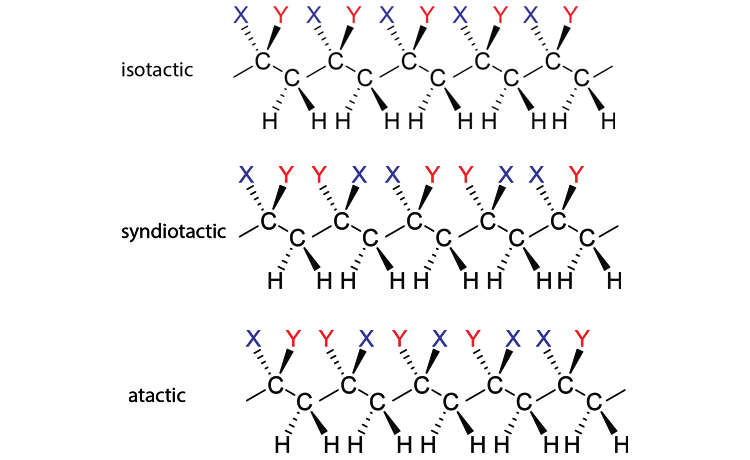 X Y X Y X Y X Y X Y
isotactic
C C C C C
C C C C C
H H H H H H H H H H
X Y Y X X Y Y X X Y
syndiotactic
C C C C C
C C C C C
H H H H H H H H H H
X Y Y X Y X Y X X Y
C C C C C
atactic
C C C C C
H H H H H H H H H H